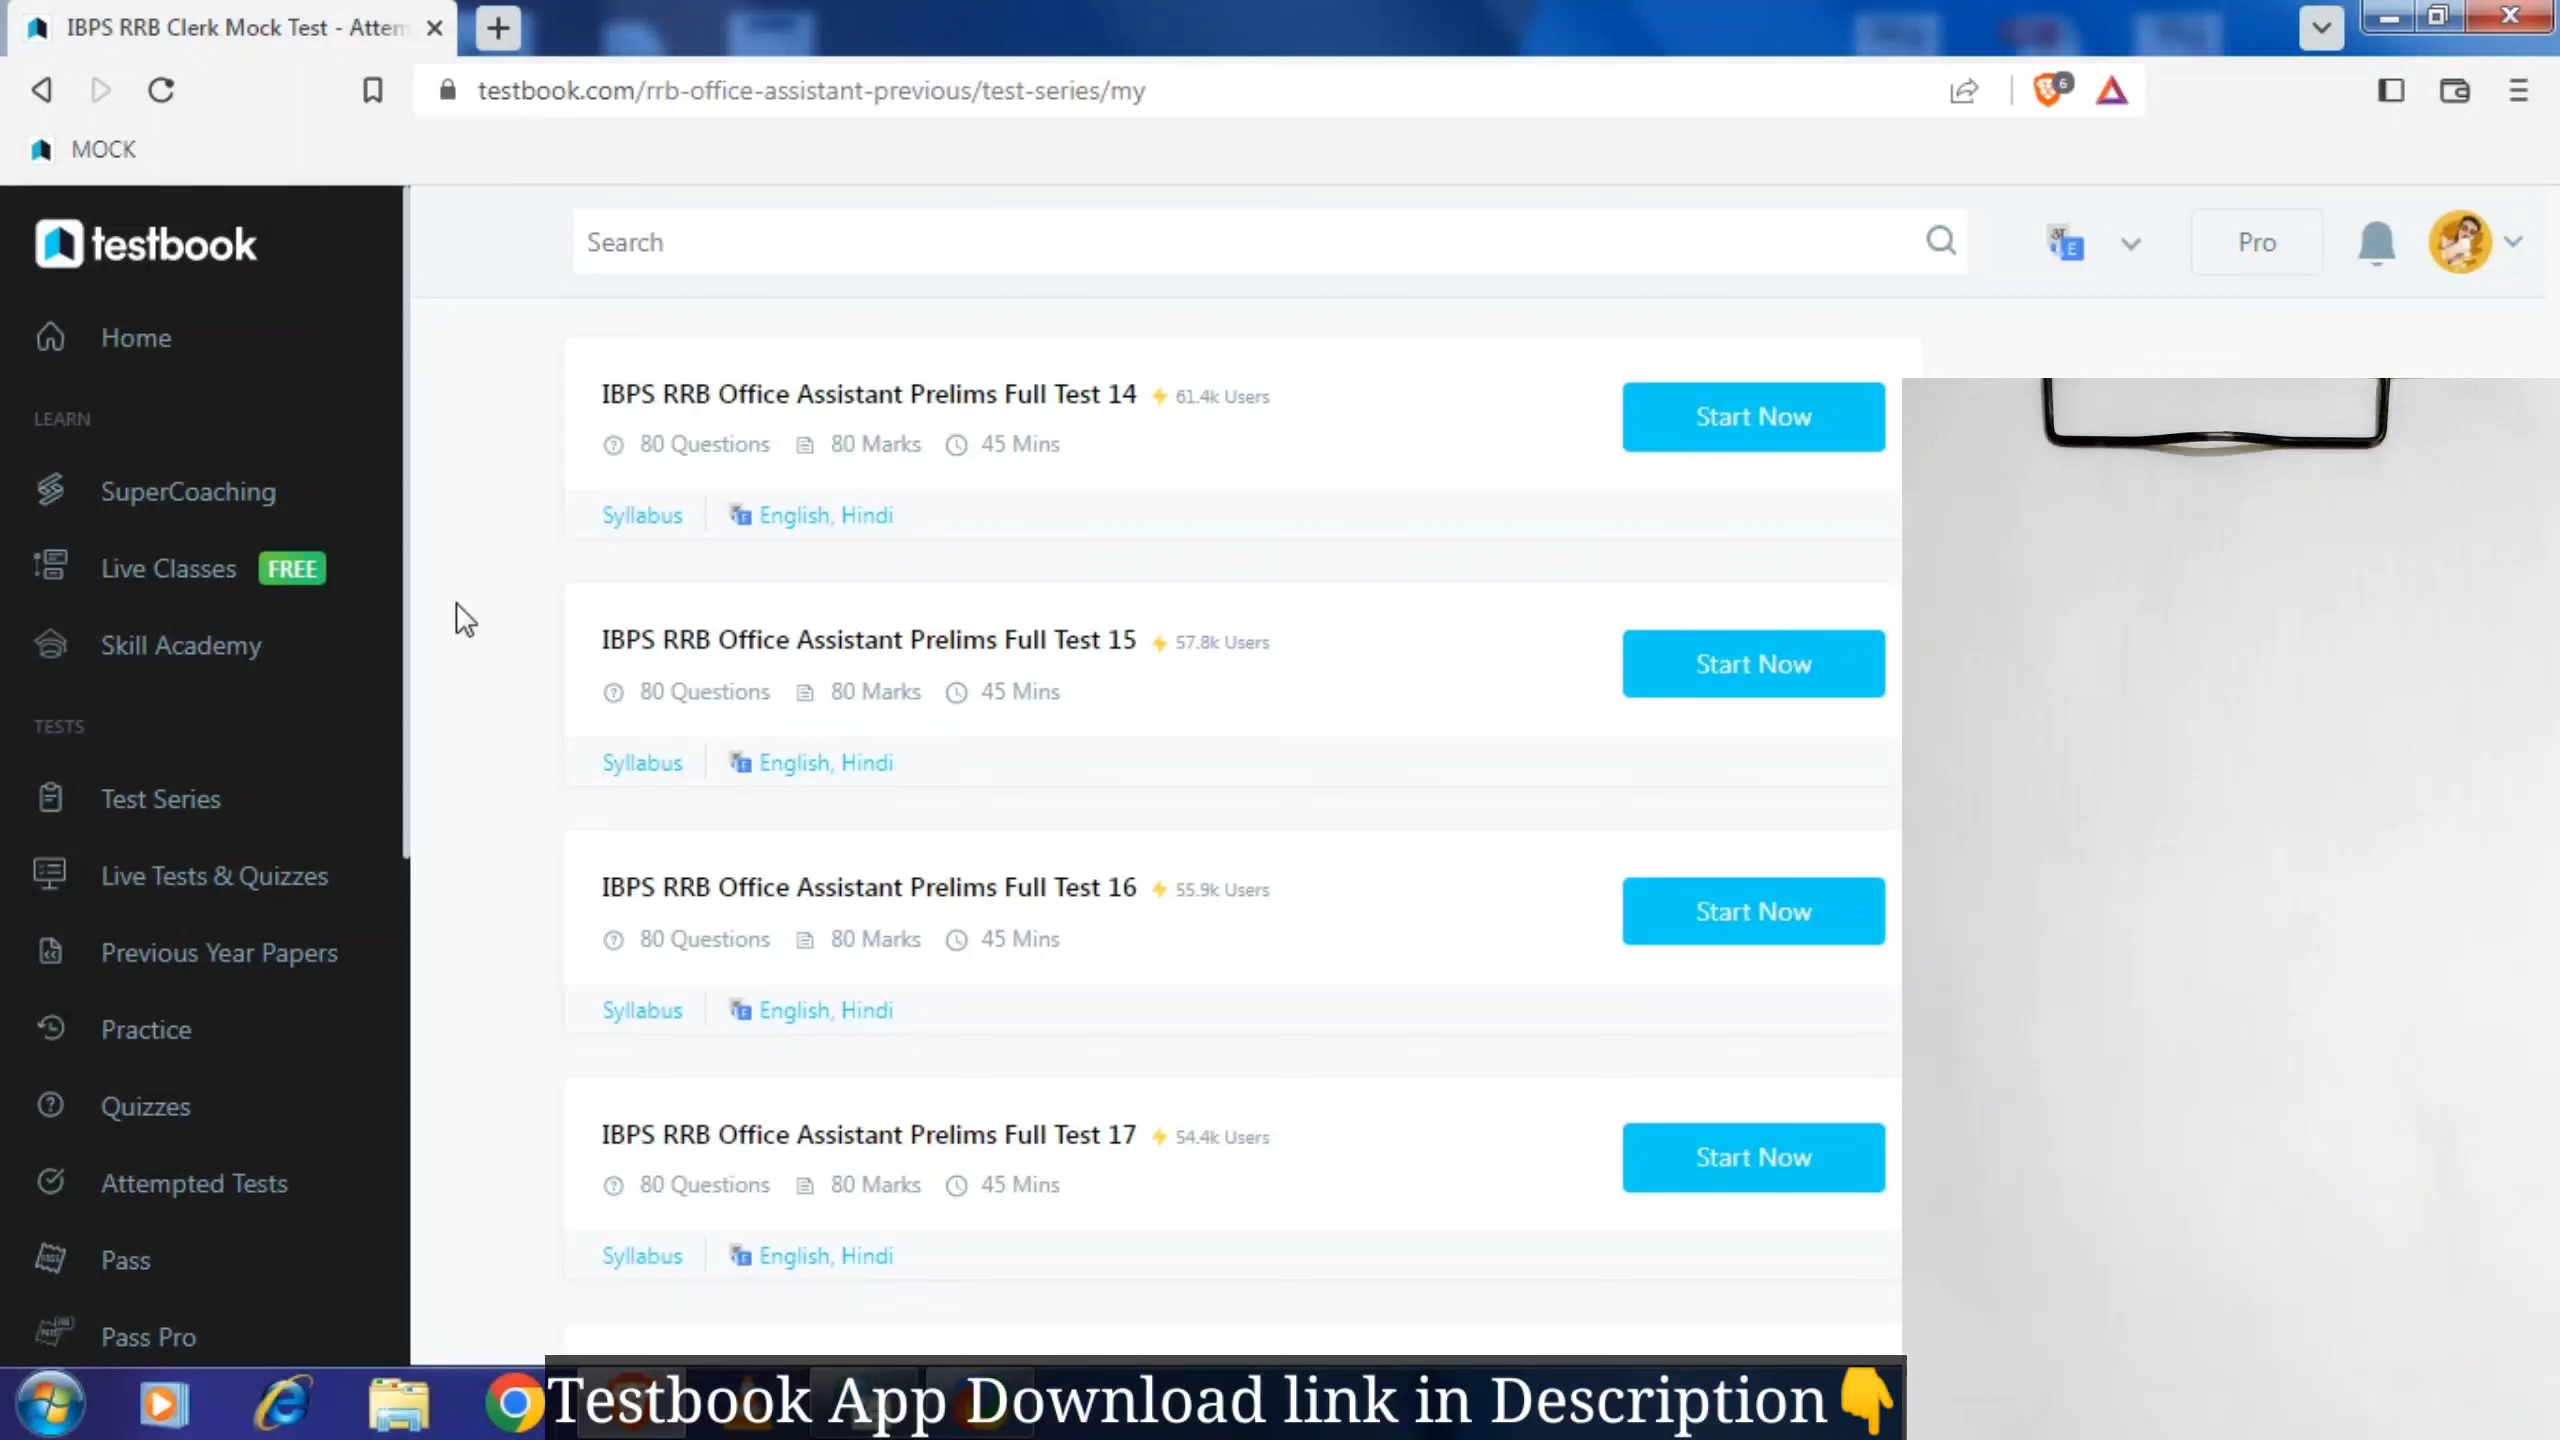 IBPS RRB Clerk Mock Test - Attem
testbook.com/rrb-office-assistant-previous/test-series/my
6
MOCK
testbook
Search
Pro
Home
LEARN
SuperCoaching
Live Classes FREE
Skill Academy
TESTS
Test Series
Live Tests & Quizzes
Previous Year Papers
Practice
Quizzes
Attempted Tests
Pass
Pass Pro
IBPS RRB Office Assistant Prelims Full Test 14 61.4k Users
80 Questions 80 Marks 45 Mins
Start Now
Syllabus English, Hindi
IBPS RRB Office Assistant Prelims Full Test 15 57.8k Users
80 Questions 80 Marks 45 Mins
Start Now
Syllabus English, Hindi
IBPS RRB Office Assistant Prelims Full Test 16 55.9k Users
80 Questions 80 Marks 45 Mins
Start Now
Syllabus English, Hindi
IBPS RRB Office Assistant Prelims Full Test 17 54.4k Users
80 Questions 80 Marks 45 Mins
Start Now
Syllabus English, Hindi
Testbook App Download link in Description👇